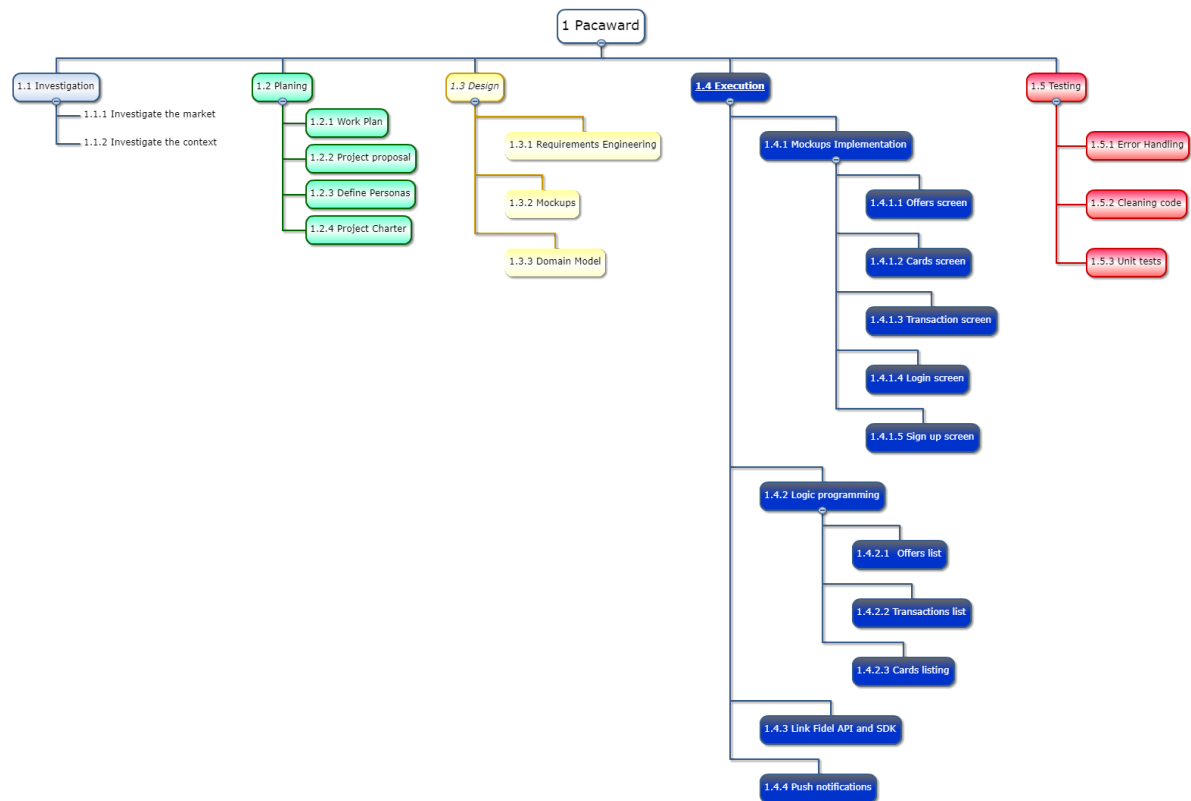 1 Pacaward
1.1 Investigation
1.1.1 Investigate the market
1.1.2 Investigate the context
1.2 Planing
1.2.1 Work Plan
1.2.2 Project proposal
1.2.3 Define Personas
1.2.4 Project Charter
1.3 Design
1.3.1 Requirements Engineering
1.3.2 Mockups
1.3.3 Domain Model
1.4 Execution
1.4.1 Mockups Implementation
1.4.1.1 Offers screen
1.4.1.2 Cards screen
1.4.1.3 Transaction screen
1.4.1.4 Login screen
1.4.1.5 Sign up screen
1.4.2 Logic programming
1.4.2.1 Offers list
1.4.2.2 Transactions list
1.4.2.3 Cards listing
1.4.3 Link Fidel API and SDK
1.4.4 Push notifications
1.5 Testing
1.5.1 Error Handling
1.5.2 Cleaning code
1.5.3 Unit tests